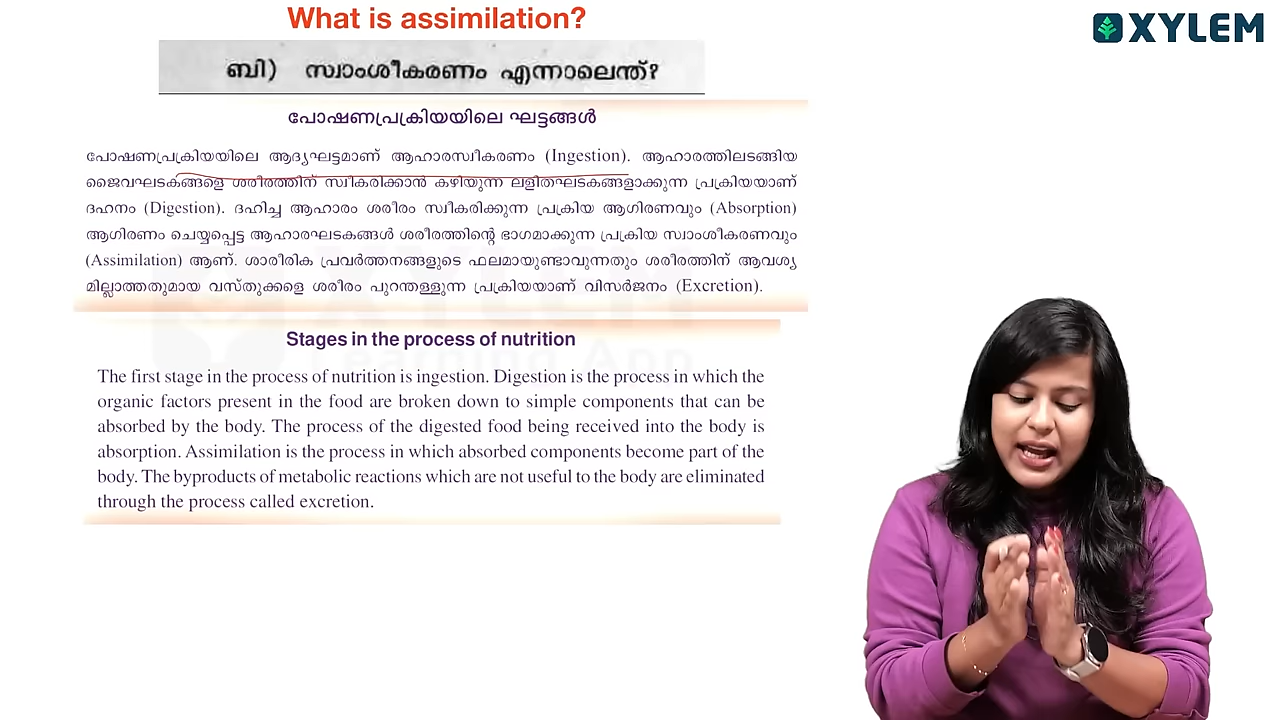 What is assimilation?
XYLEM
ബി) സ്വാംശീകരണം എന്നാലെന്ത്?
പോഷണപ്രക്രിയയിലെ ഘട്ടങ്ങൾ
പോഷണപ്രക്രിയയിലെ ആദ്യഘട്ടമാണ് ആഹാരസ്വീകരണം (Ingestion). ആഹാരത്തിലടങ്ങിയ
ജൈവഘടകങ്ങളെ ശരീരത്തിന് സ്വീകരിക്കാൻ കഴിയുന്ന ലളിതഘടകങ്ങളാക്കുന്ന പ്രക്രിയയാണ്
ദഹനം (Digestion). ദഹിച്ച ആഹാരം ശരീരം സ്വീകരിക്കുന്ന പ്രക്രിയ ആഗിരണവും (Absorption)
ആഗിരണം ചെയ്യപ്പെട്ട ആഹാരഘടകങ്ങൾ ശരീരത്തിന്റെ ഭാഗമാക്കുന്ന പ്രക്രിയ സ്വാംശീകരണവും
(Assimilation) ആണ്. ശാരീരിക പ്രവർത്തനങ്ങളുടെ ഫലമായുണ്ടാവുന്നതും ശരീരത്തിന് ആവശ്യ
മില്ലാത്തതുമായ വസ്തുക്കളെ ശരീരം പുറന്തള്ളുന്ന പ്രക്രിയയാണ് വിസർജനം (Excretion).
XYLEM
Learning App
Stages in the process of nutrition
The first stage in the process of nutrition is ingestion. Digestion is the process in which the
organic factors present in the food are broken down to simple components that can be
absorbed by the body. The process of the digested food being received into the body is
absorption. Assimilation is the process in which absorbed components become part of the
body. The byproducts of metabolic reactions which are not useful to the body are eliminated
through the process called excretion.